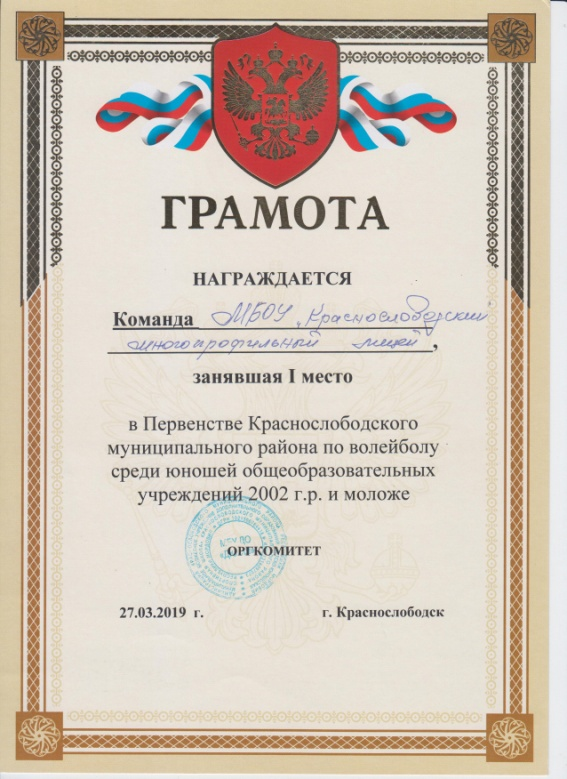 ГРАМОТА
НАГРАЖДАЕТСЯ
Команда МБОУ "Краснослободский
многопрофильный лицей",
занявшая I место
в Первенстве Краснослободского
муниципального района по волейболу
среди юношей общеобразовательных
учреждений 2002 г.р. и моложе
ОРГКОМИТЕТ
27.03.2019 г. г. Краснослободск